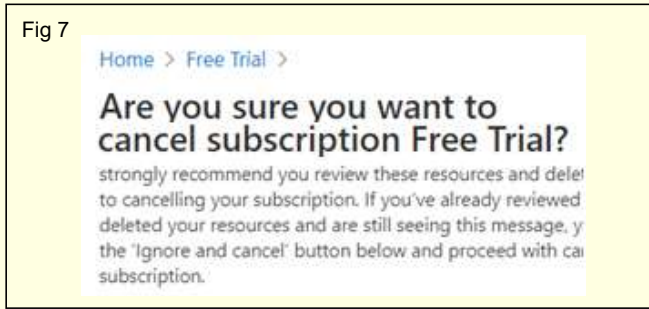 Fig 7
Home > Free Trial >
Are you sure you want to
cancel subscription Free Trial?
strongly recommend you review these resources and
to cancelling your subscription. If you've already reviewed
deleted your resources and are still seeing this message,
the 'Ignore and cancel' button below and proceed with
subscription.